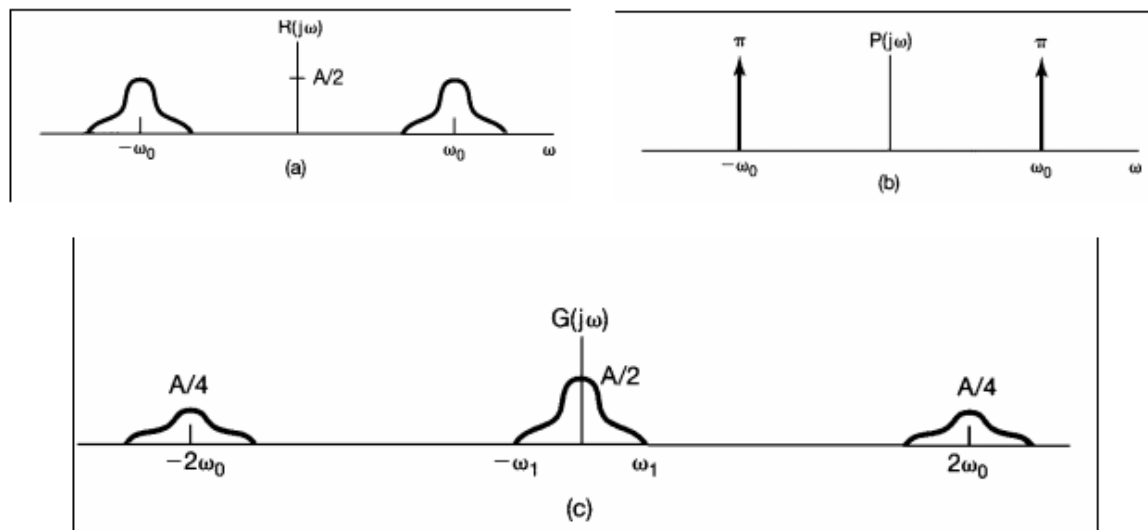 R(jω)
A/2
−ω₀
ω₀
ω
(a)
π
P(jω)
π
−ω₀
ω₀
ω
(b)
G(jω)
A/4
A/2
A/4
−2ω₀
−ω₁
ω₁
2ω₀
(c)